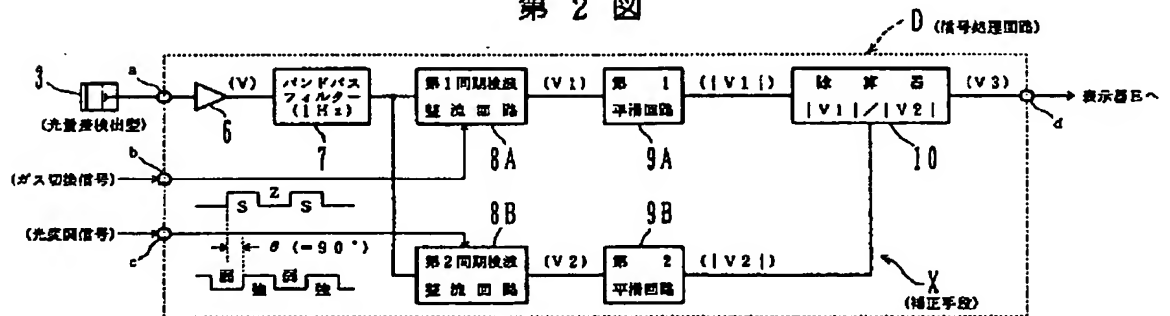 第2図
D (信号処理回路)
3
a
(光量差検出型)
6
(V)
バンドパス
フィルター
(1Hz)
7
第1同期検波
整流回路
8A
(V1)
第1
平滑回路
9A
(|V1|)
除算器
|V1|/|V2|
10
(V3)
d
表示器Eへ
b
(ガス切換信号)
Z
S
S
(光変調信号)
c
θ (=90°)
弱
弱
強
強
8B
第2同期検波
整流回路
(V2)
9B
第2
平滑回路
(|V2|)
X
(補正手段)